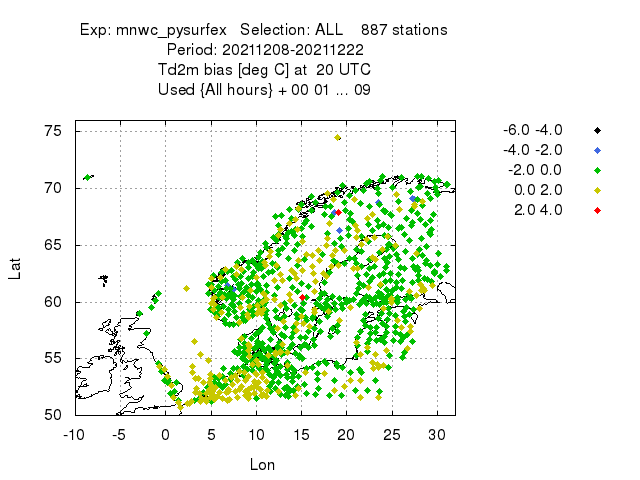 Exp: mnwc_pysurfex   Selection: ALL    887 stations
Period: 20211208-20211222
Td2m bias [deg C] at  20 UTC
Used {All hours} + 00 01 ... 09
-6.0 -4.0
-4.0 -2.0
-2.0 0.0
0.0 2.0
2.0 4.0
75
70
65
60
55
50
Lat
-10 -5 0 5 10 15 20 25 30
Lon